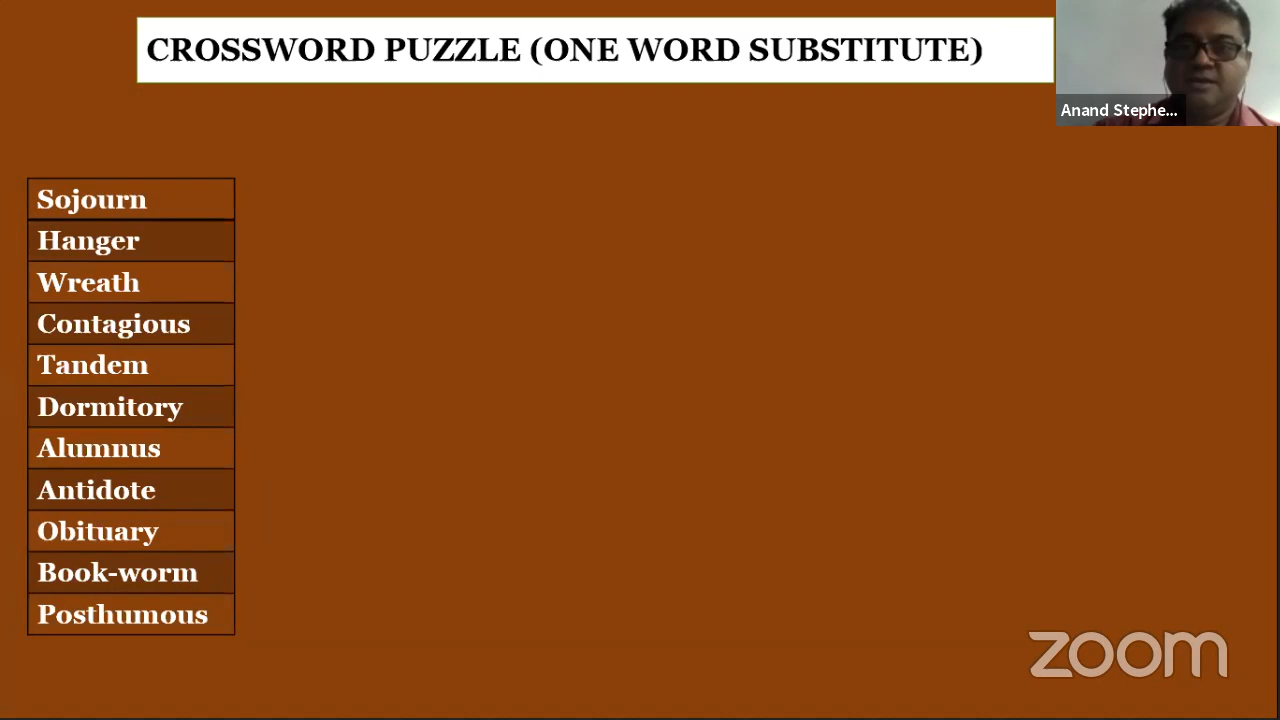 CROSSWORD PUZZLE (ONE WORD SUBSTITUTE)
Anand Stephe...
Sojourn
Hanger
Wreath
Contagious
Tandem
Dormitory
Alumnus
Antidote
Obituary
Book-worm
Posthumous
zoom